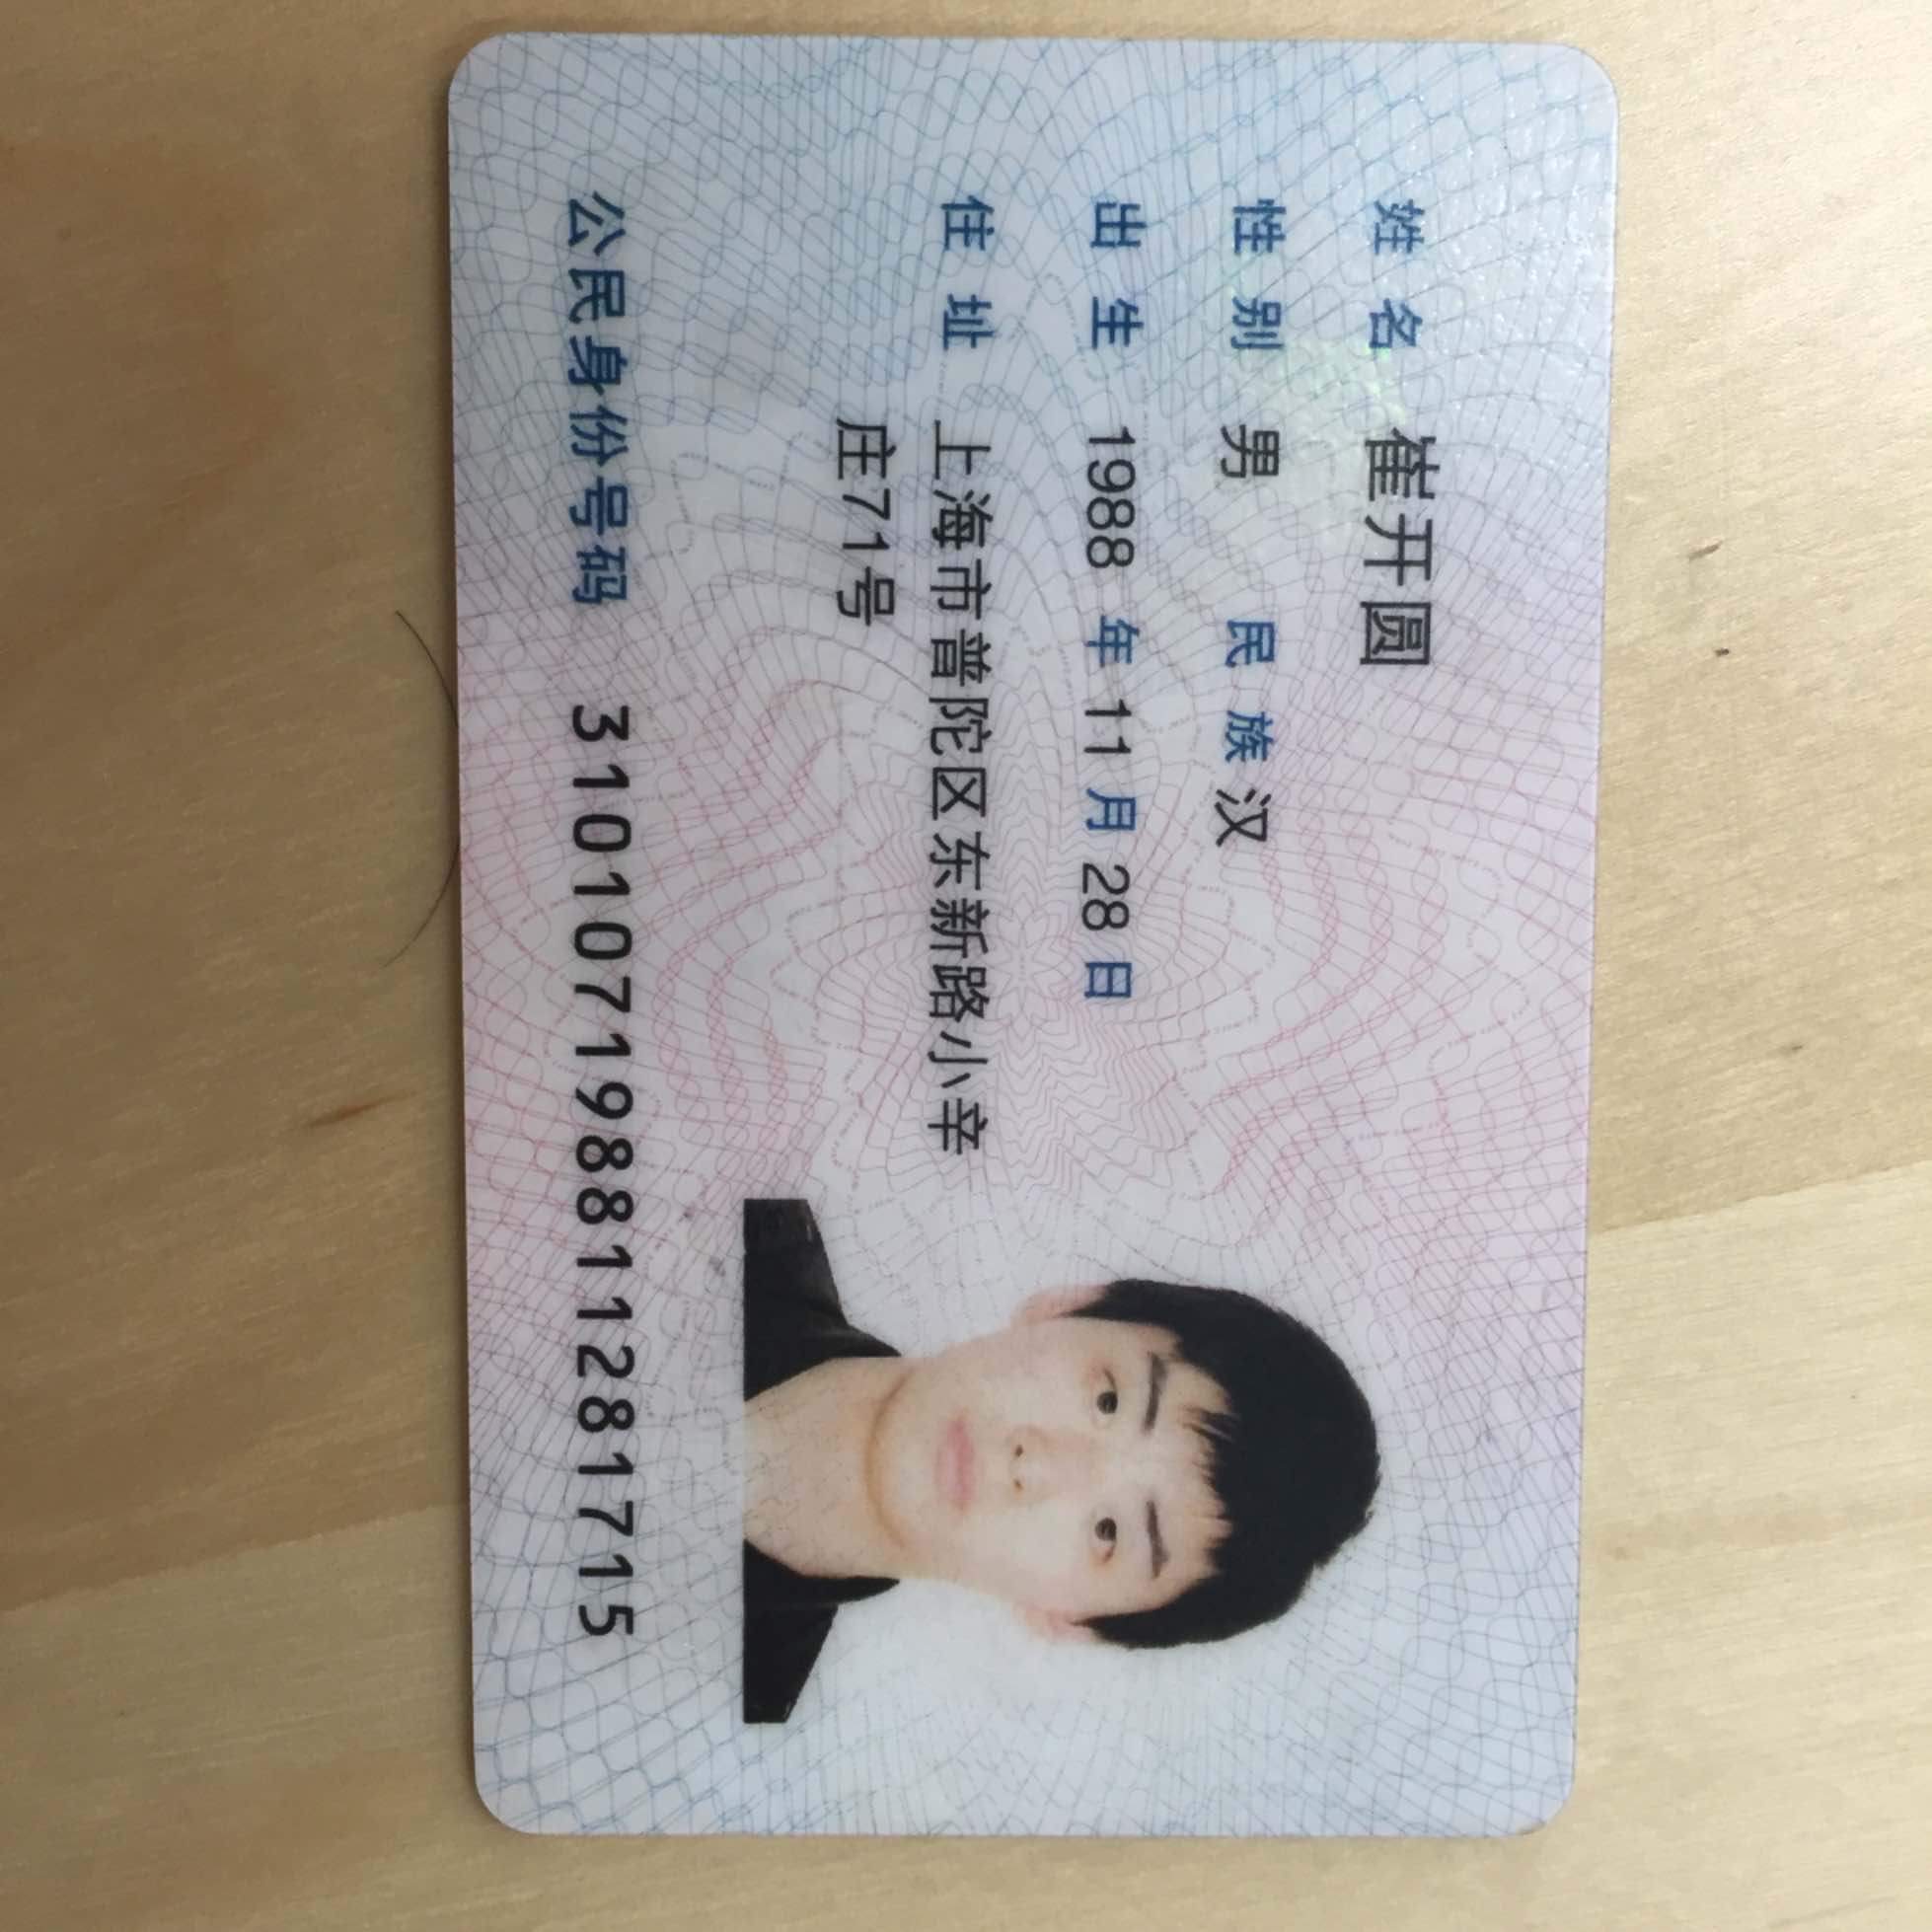 姓名 崔开圆
性别 男 民族 汉
出生 1988 年 11 月 28 日
住址 上海市普陀区东新路小辛
庄71号
公民身份号码 310107198811281715